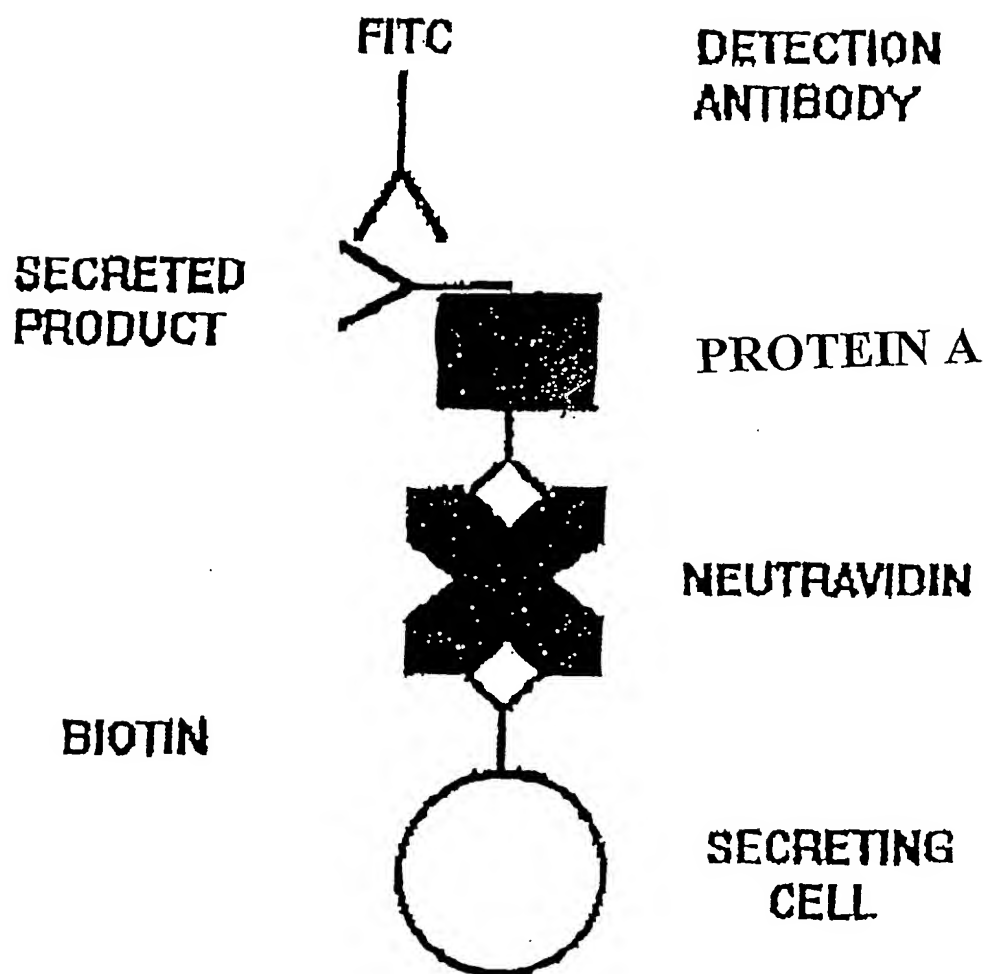 FITC
DETECTION
ANTIBODY
SECRETED
PRODUCT
PROTEIN A
NEUTRAVIDIN
BIOTIN
SECRETING
CELL